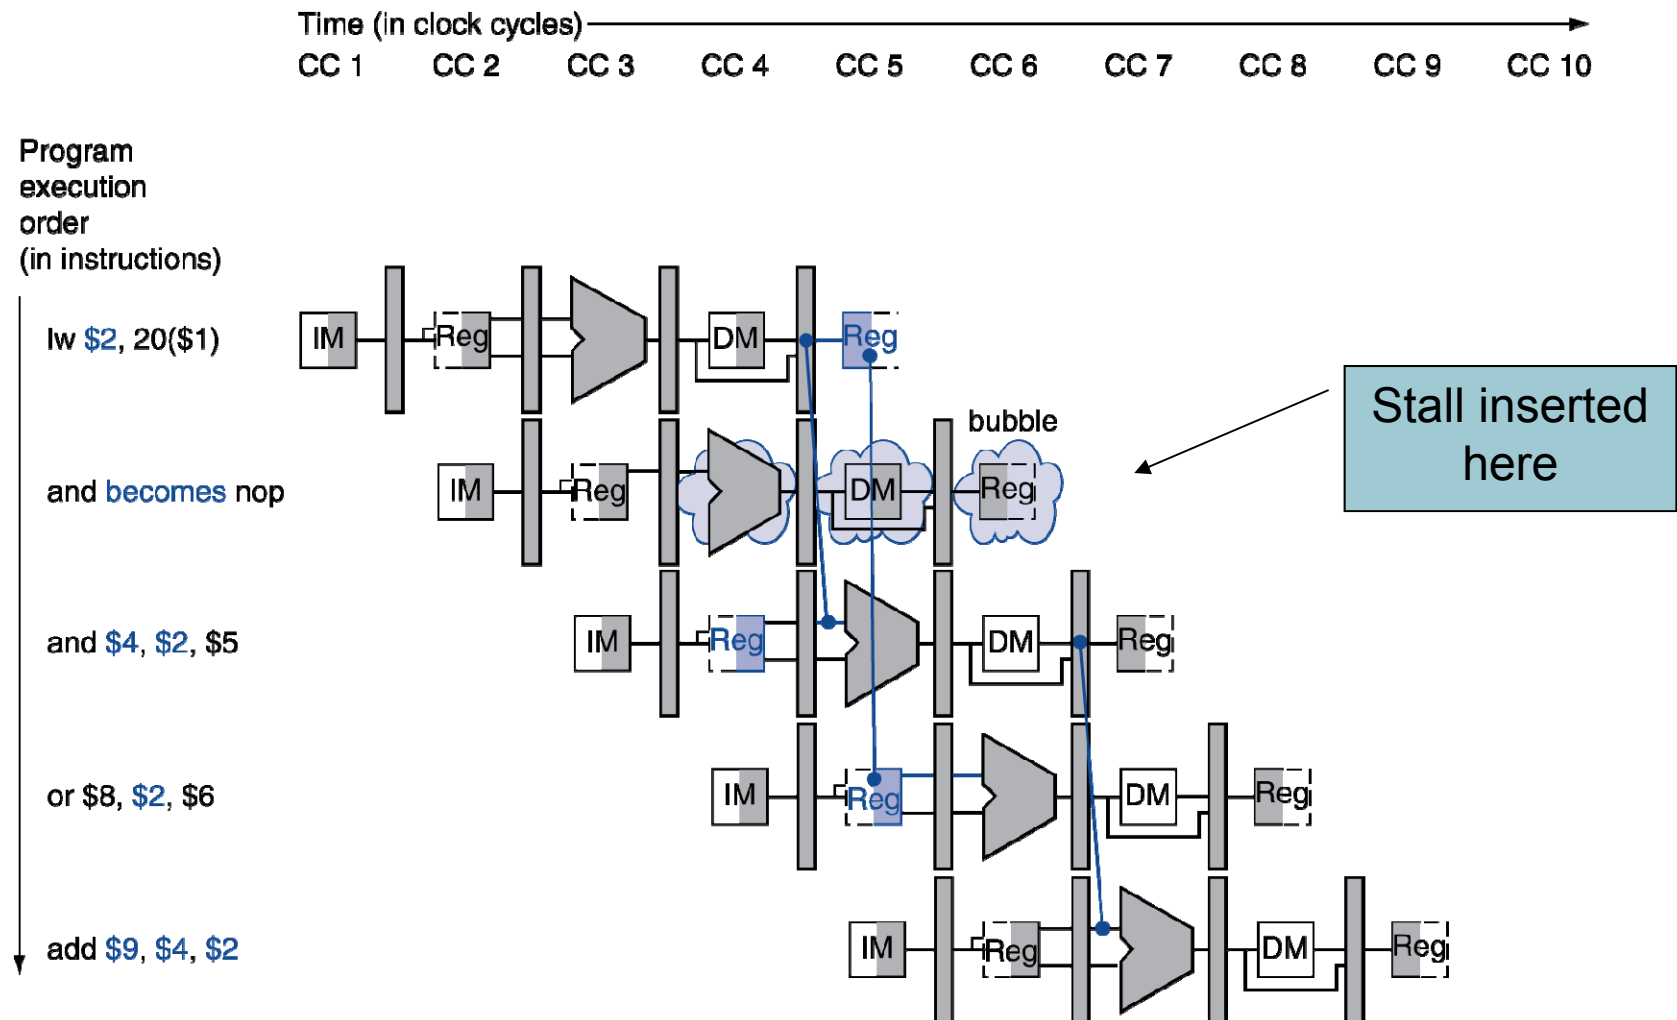 Time (in clock cycles)
CC 1 CC 2 CC 3 CC 4 CC 5 CC 6 CC 7 CC 8 CC 9 CC 10
Program
execution
order
(in instructions)
lw $2, 20($1)
IM Reg DM Reg
Stall inserted
here
bubble
and becomes nop
IM Reg DM Reg
and $4, $2, $5
IM Reg DM Reg
or $8, $2, $6
IM Reg DM Reg
add $9, $4, $2
IM Reg DM Reg